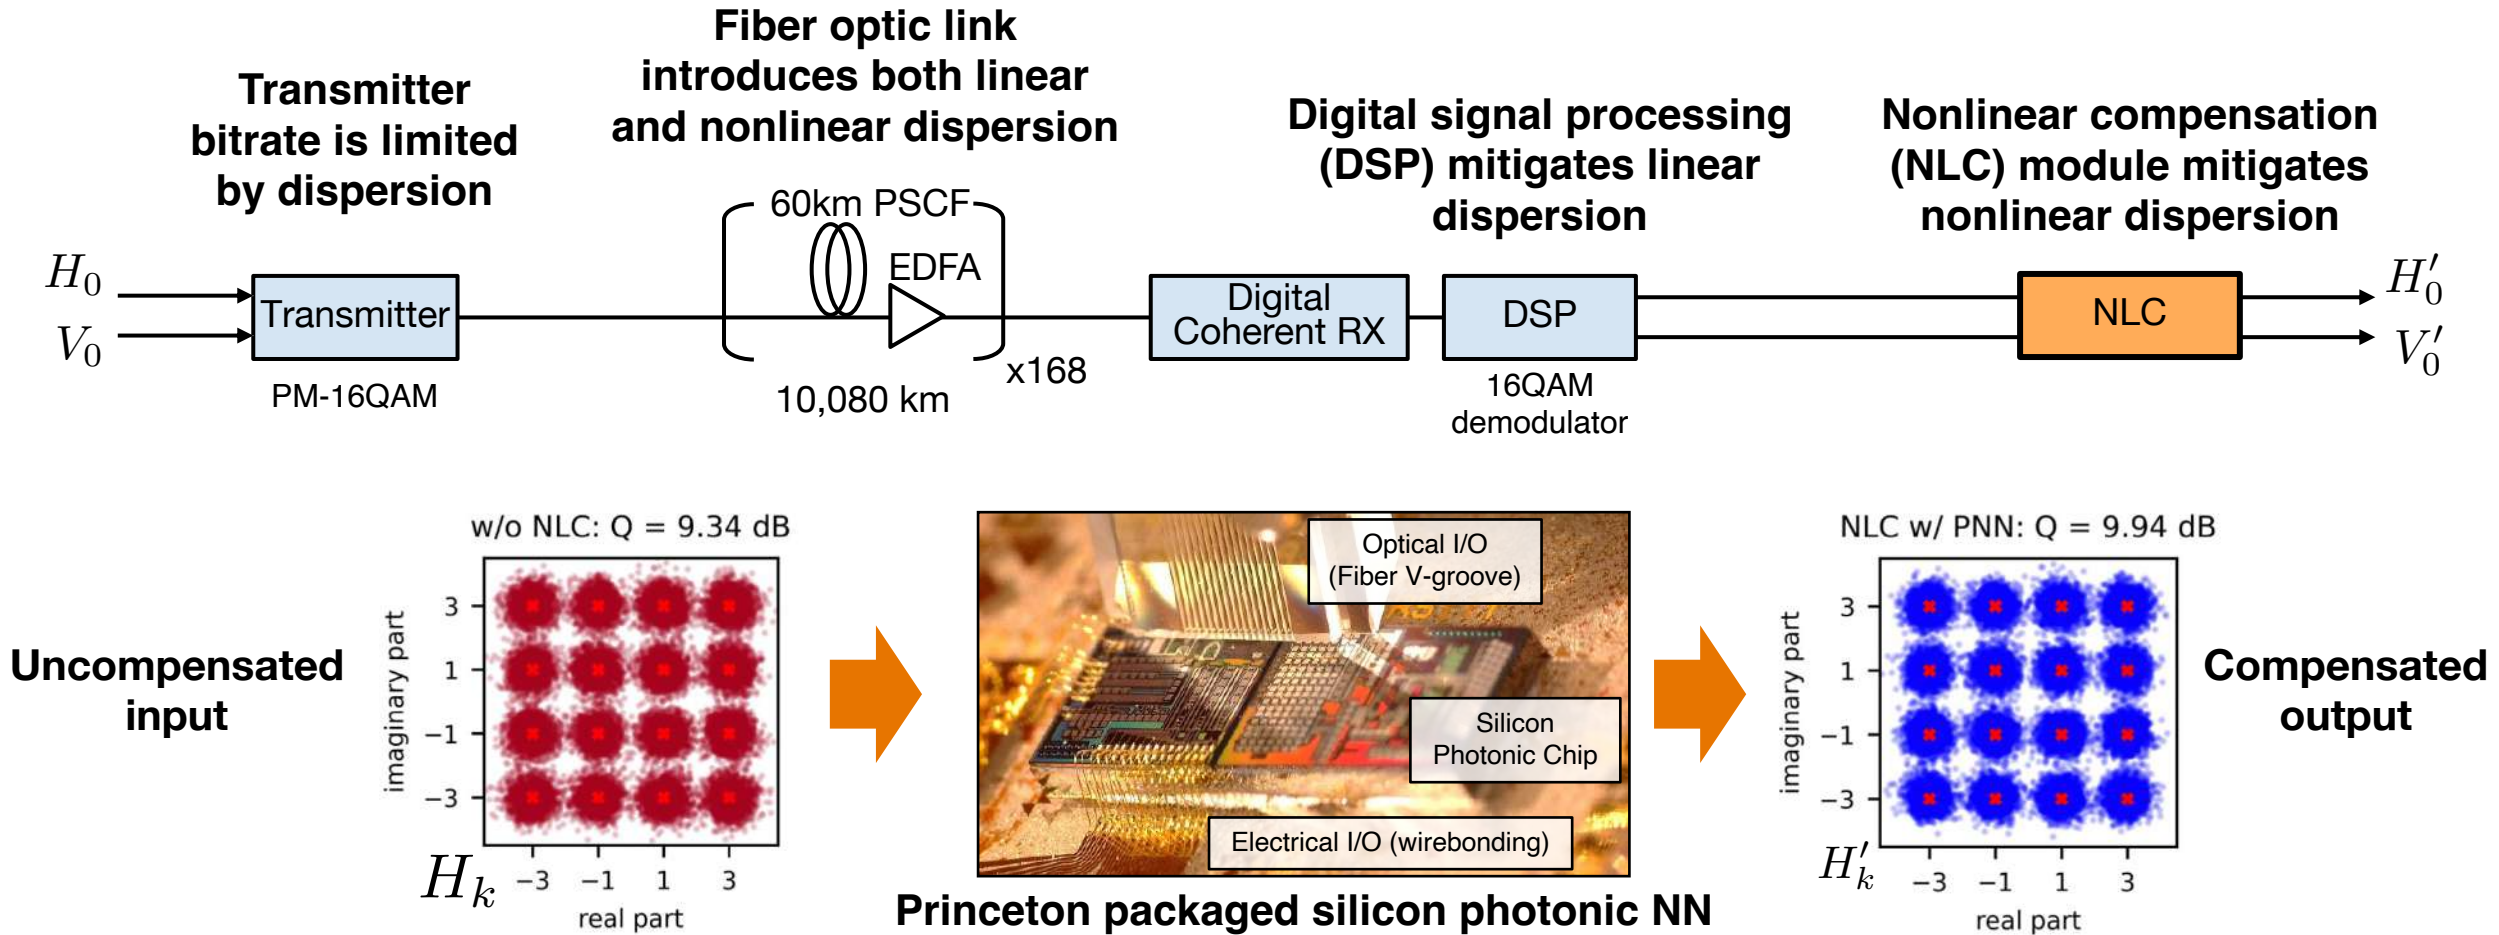 Transmitter
bitrate is limited
by dispersion
Fiber optic link
introduces both linear
and nonlinear dispersion
Digital signal processing
(DSP) mitigates linear
dispersion
Nonlinear compensation
(NLC) module mitigates
nonlinear dispersion
H₀
V₀
Transmitter
PM-16QAM
60km PSCF
EDFA
x168
10,080 km
Digital
Coherent RX
DSP
16QAM
demodulator
NLC
H₀′
V₀′
Uncompensated
input
w/o NLC: Q = 9.34 dB
imaginary part
3
1
−1
−3
Hₖ
−3 −1 1 3
real part
Optical I/O
(Fiber V-groove)
Silicon
Photonic Chip
Electrical I/O (wirebonding)
Princeton packaged silicon photonic NN
NLC w/ PNN: Q = 9.94 dB
imaginary part
3
1
−1
−3
Hₖ′
−3 −1 1 3
real part
Compensated
output